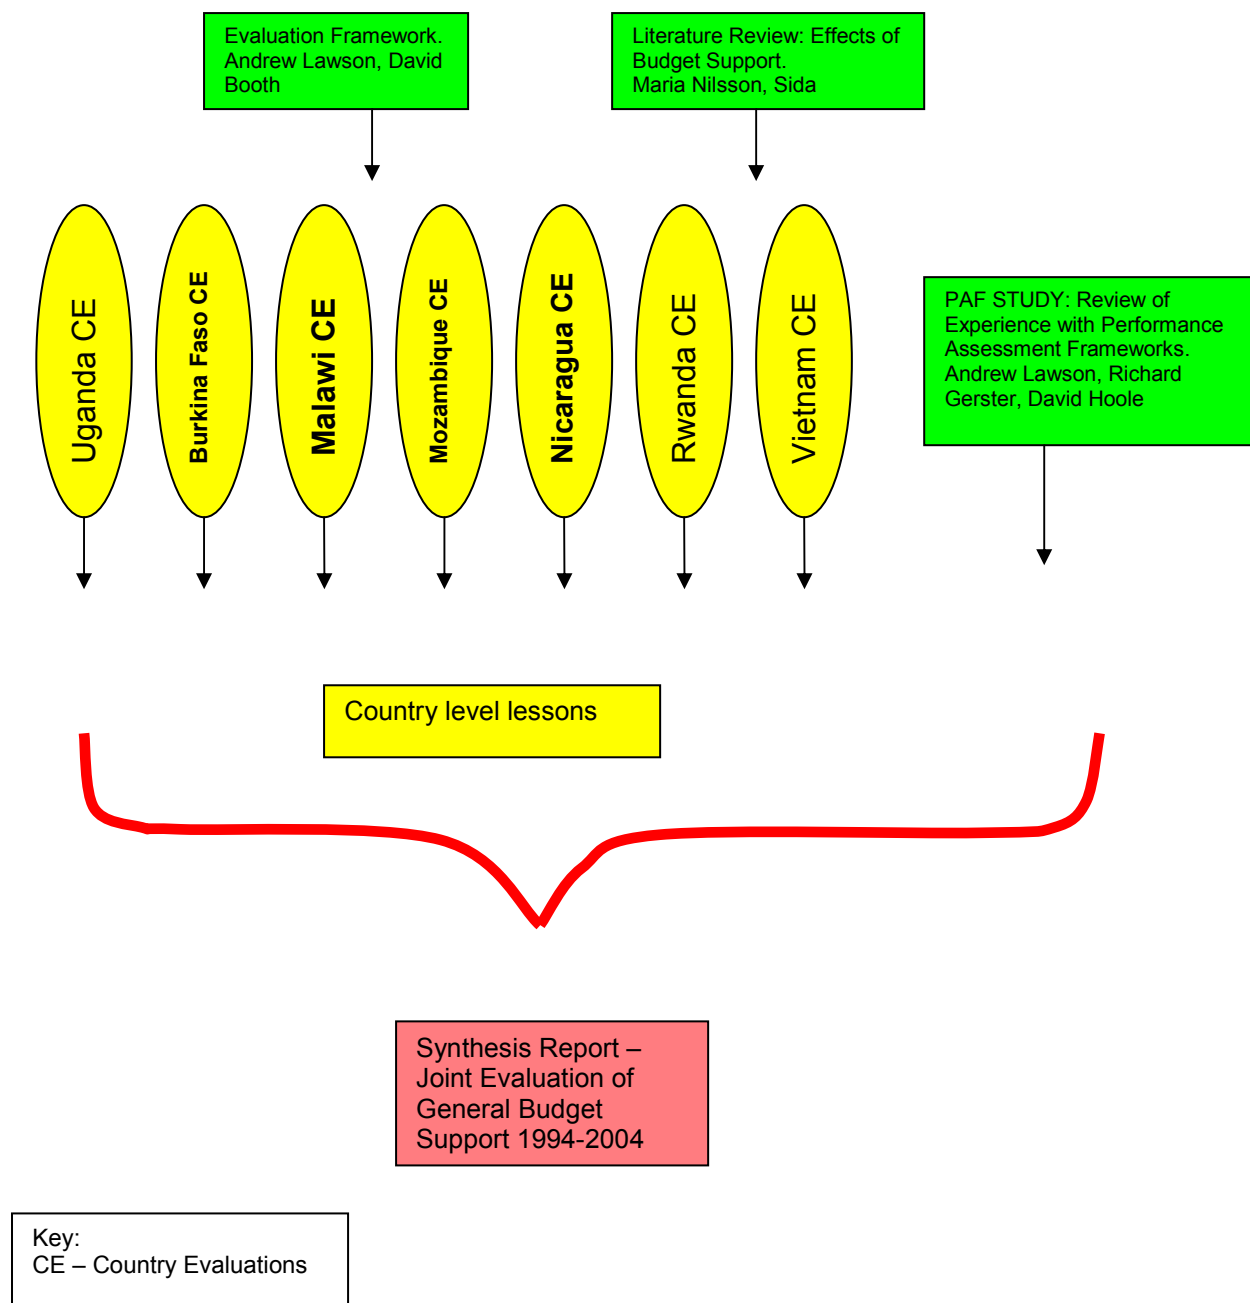 Evaluation Framework.
Andrew Lawson, David
Booth
Literature Review: Effects of
Budget Support.
Maria Nilsson, Sida
Uganda CE
Burkina Faso CE
Malawi CE
Mozambique CE
Nicaragua CE
Rwanda CE
Vietnam CE
PAF STUDY: Review of
Experience with Performance
Assessment Frameworks.
Andrew Lawson, Richard
Gerster, David Hoole
Country level lessons
Synthesis Report –
Joint Evaluation of
General Budget
Support 1994-2004
Key:
CE – Country Evaluations